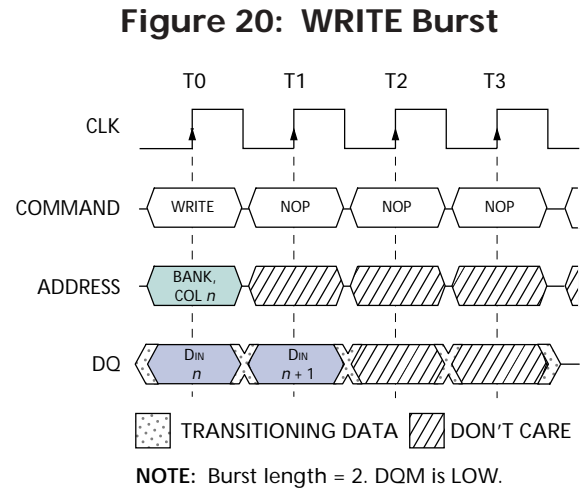 Figure 20: WRITE Burst
T0 T1 T2 T3
CLK
COMMAND WRITE NOP NOP NOP
ADDRESS BANK,
COL n
DQ DIN DIN
n n + 1
TRANSITIONING DATA DON'T CARE
NOTE: Burst length = 2. DQM is LOW.